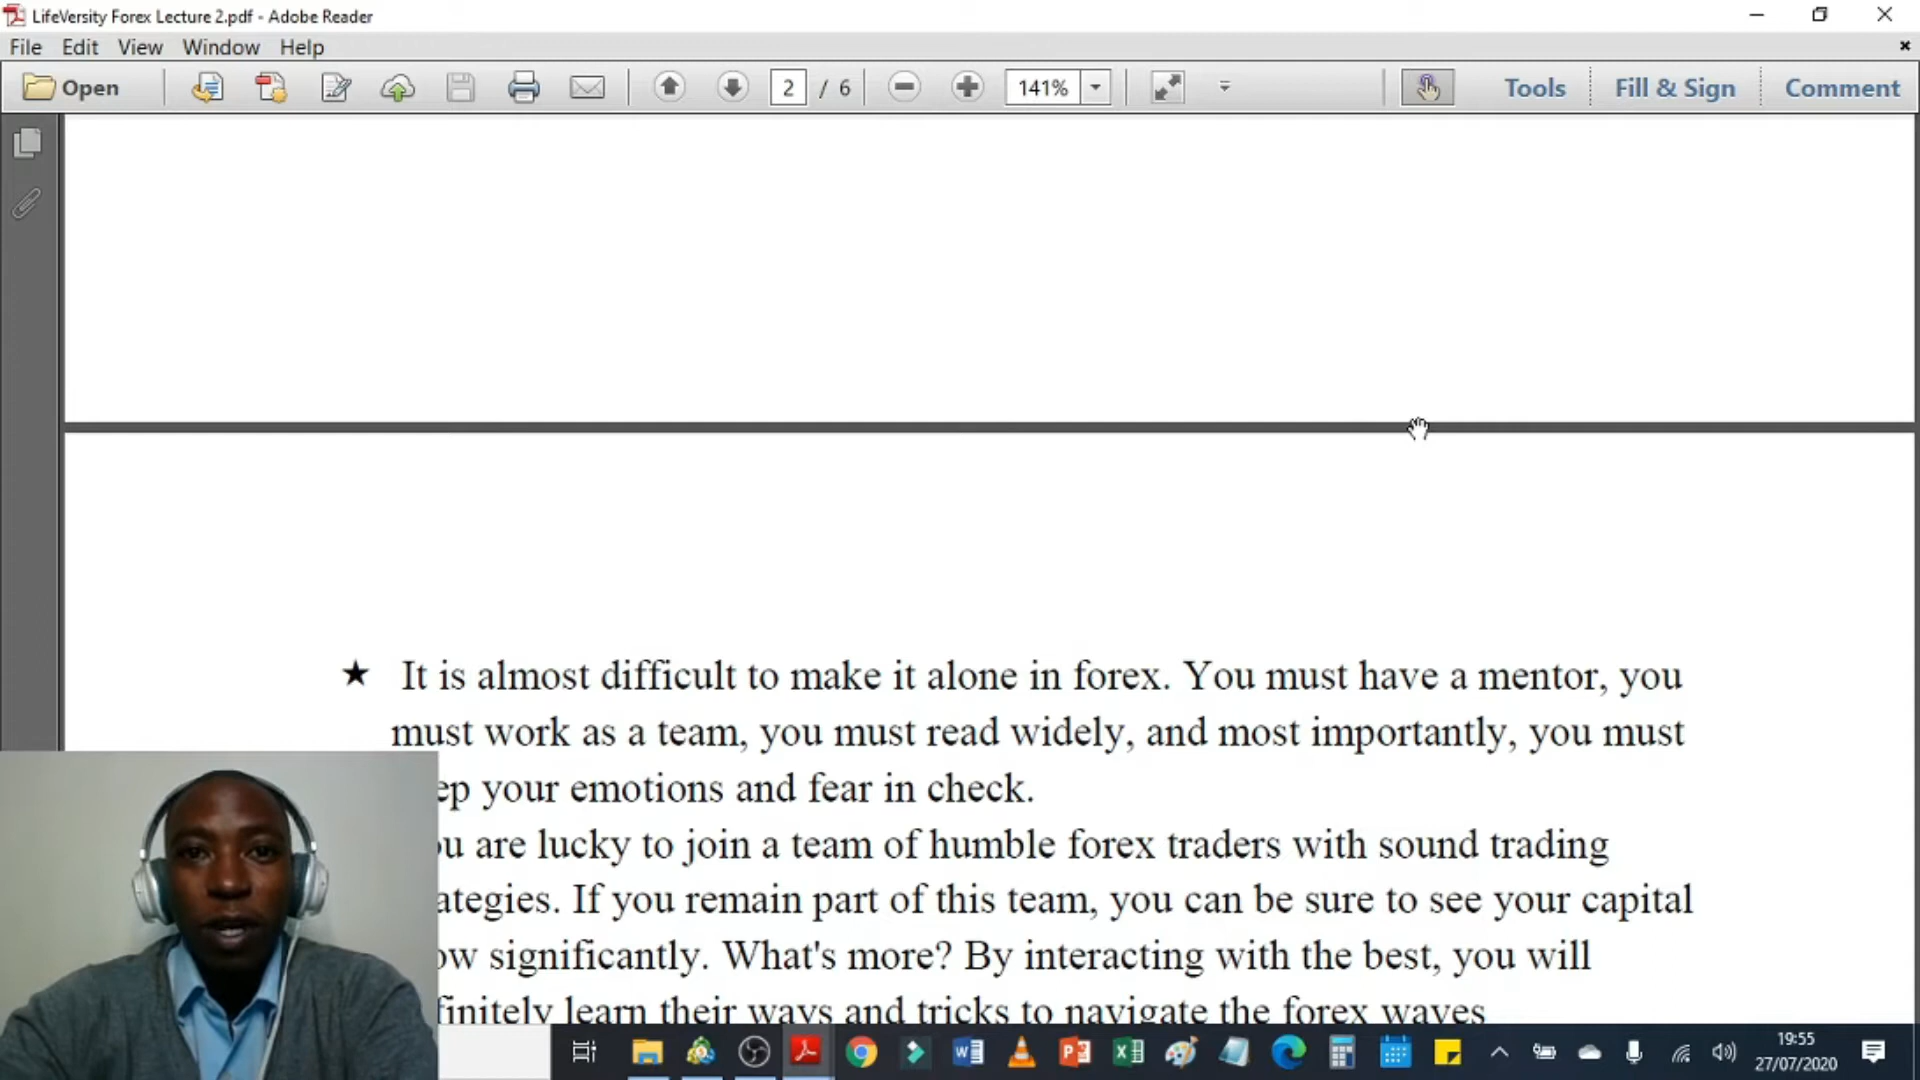 LifeVersity Forex Lecture 2.pdf - Adobe Reader
File Edit View Window Help
Open 2 / 6 141% Tools Fill & Sign Comment
★ It is almost difficult to make it alone in forex. You must have a mentor, you
must work as a team, you must read widely, and most importantly, you must
ep your emotions and fear in check.
ou are lucky to join a team of humble forex traders with sound trading
ategies. If you remain part of this team, you can be sure to see your capital
ow significantly. What's more? By interacting with the best, you will
finitely learn their ways and tricks to navigate the forex waves
19:55
27/07/2020